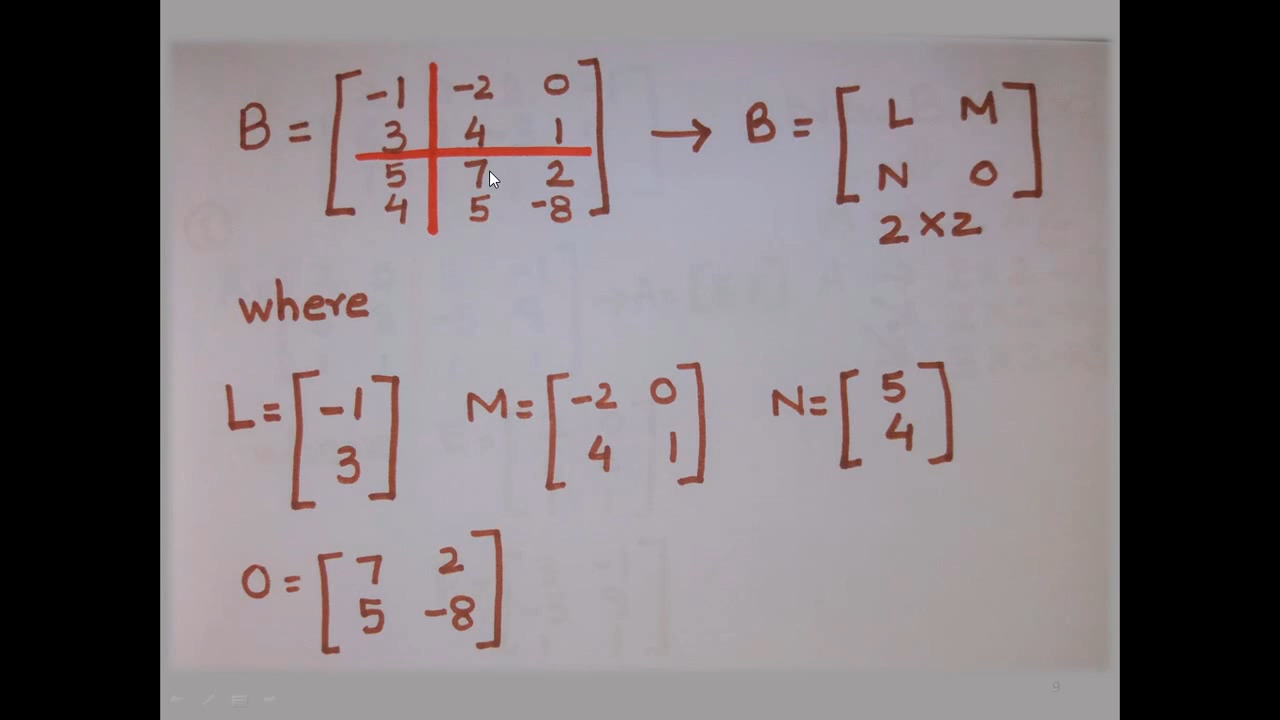 B = [ -1 -2 0 → B = [ L M
3 4 1 N O ]
5 7 2 2×2
4 5 -8 ]
where
L = [ -1 M = [ -2 0 N = [ 5
3 ] 4 1 ] 4 ]
O = [ 7 2
5 -8 ]
9